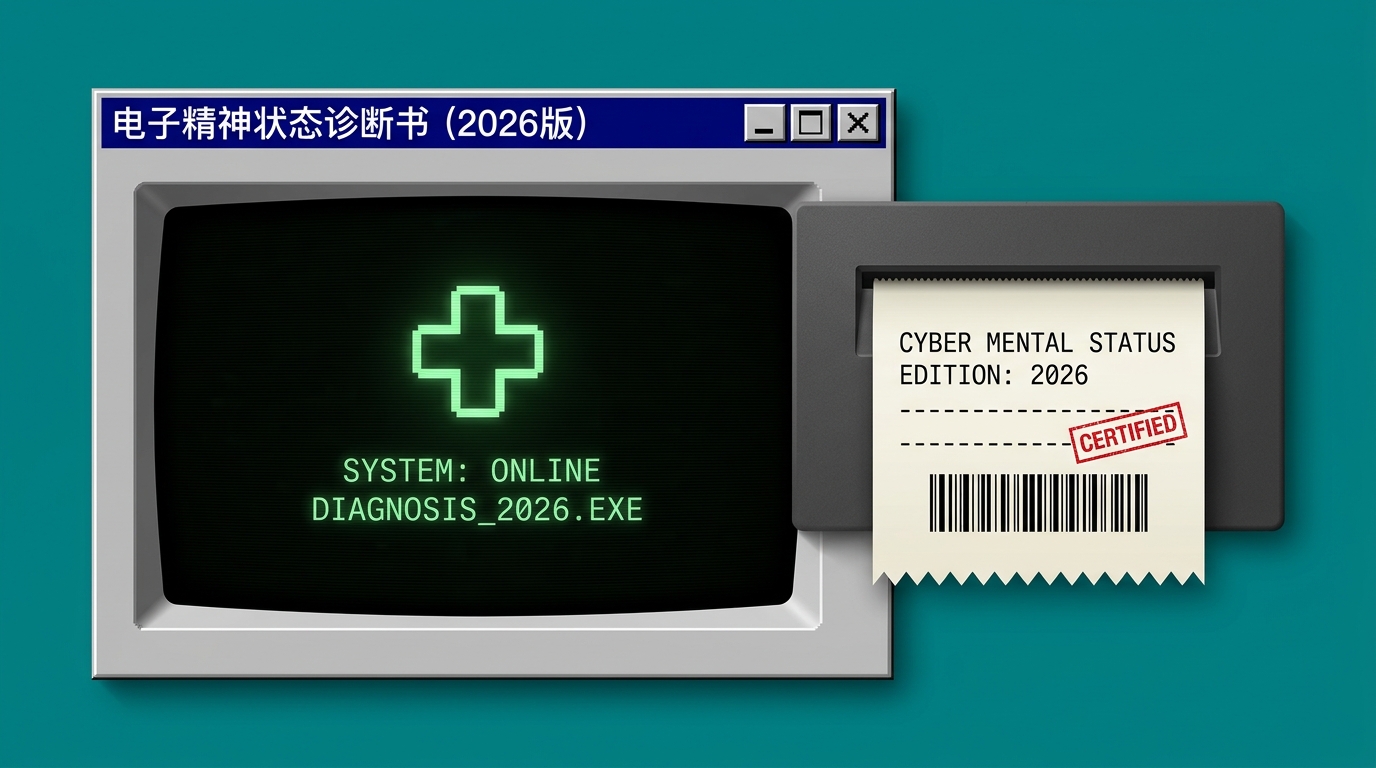 电子精神状态诊断书 (2026版)
SYSTEM: ONLINE
DIAGNOSIS_2026.EXE
CYBER MENTAL STATUS
EDITION: 2026
CERTIFIED